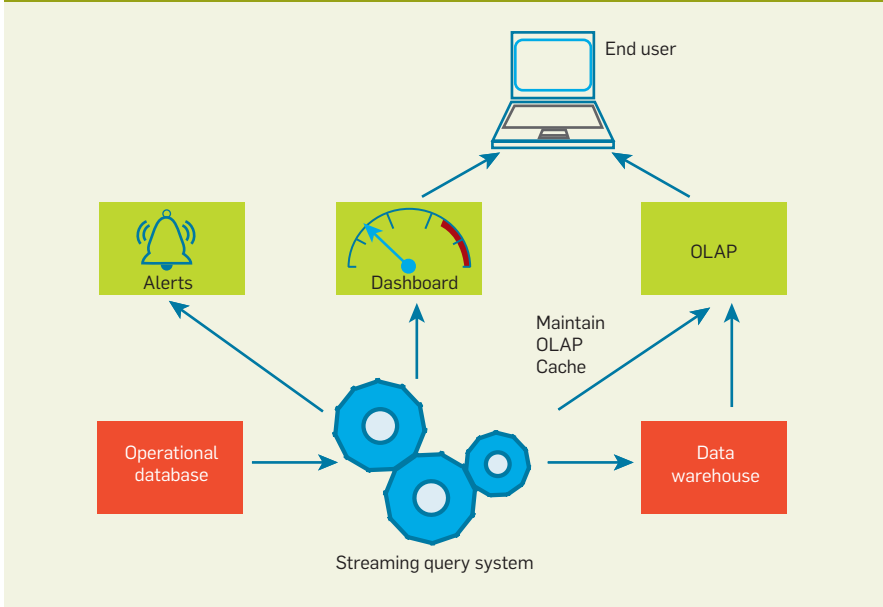 End user
Alerts
Dashboard
OLAP
Maintain
OLAP
Cache
Operational
database
Data
warehouse
Streaming query system